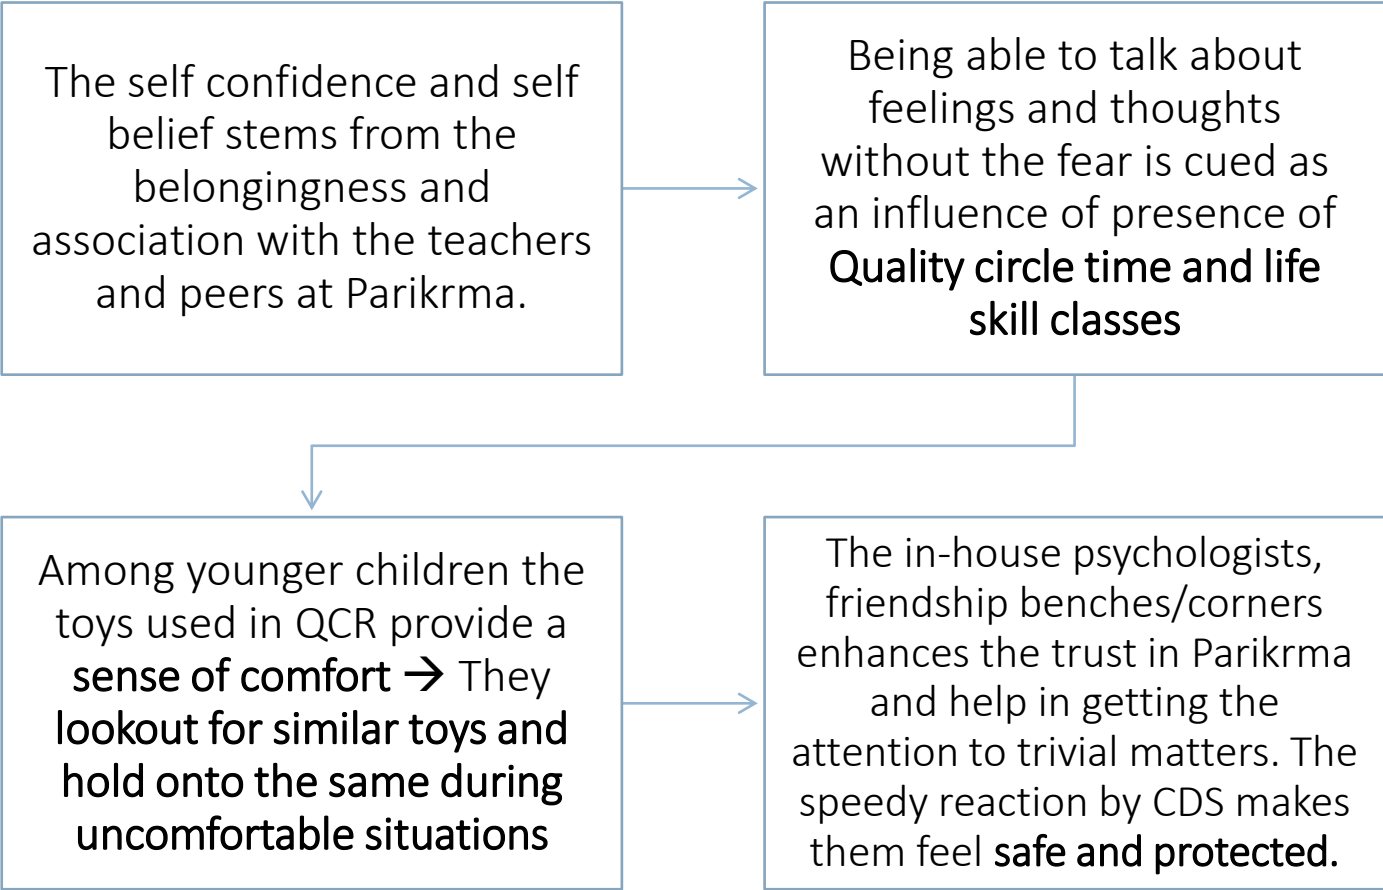 The self confidence and self
belief stems from the
belongingness and
association with the teachers
and peers at Parikrma.
Being able to talk about
feelings and thoughts
without the fear is cued as
an influence of presence of
Quality circle time and life
skill classes
Among younger children the
toys used in QCR provide a
sense of comfort → They
lookout for similar toys and
hold onto the same during
uncomfortable situations
The in-house psychologists,
friendship benches/corners
enhances the trust in Parikrma
and help in getting the
attention to trivial matters. The
speedy reaction by CDS makes
them feel safe and protected.